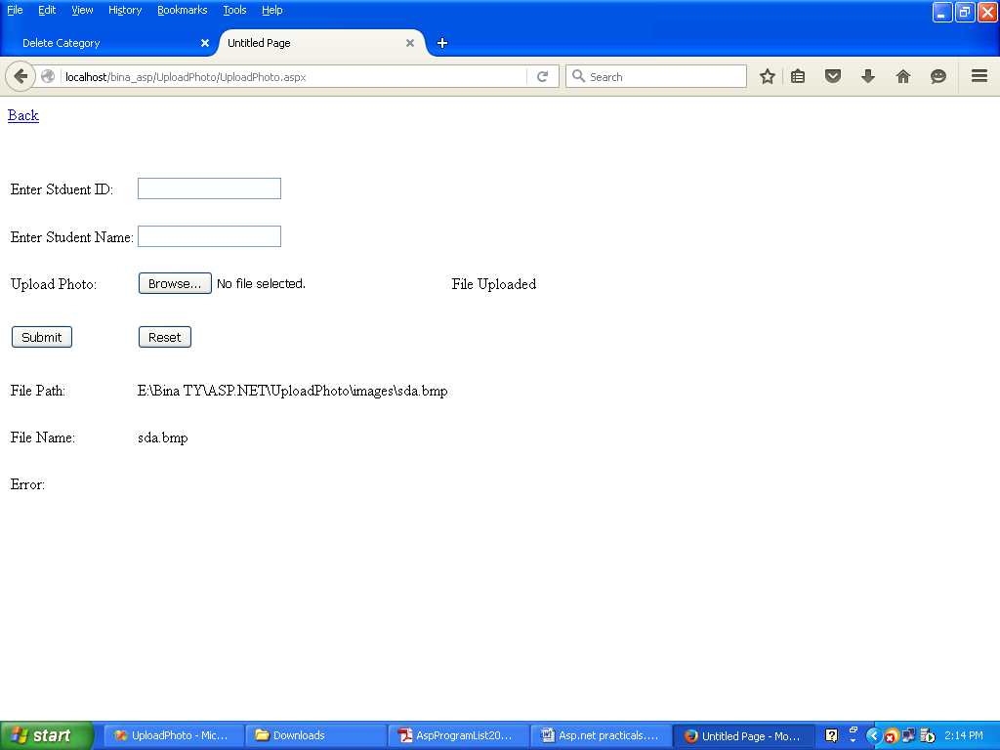 File Edit View History Bookmarks Tools Help
Delete Category Untitled Page
localhost/bina_asp/UploadPhoto/UploadPhoto.aspx Search
Back
Enter Stduent ID:
Enter Student Name:
Upload Photo: Browse... No file selected. File Uploaded
Submit Reset
File Path: E:\Bina TY\ASP.NET\UploadPhoto\images\sda.bmp
File Name: sda.bmp
Error:
start UploadPhoto - Mic... Downloads AspProgramList20... Asp.net practicals.... Untitled Page - Mo... 2:14 PM